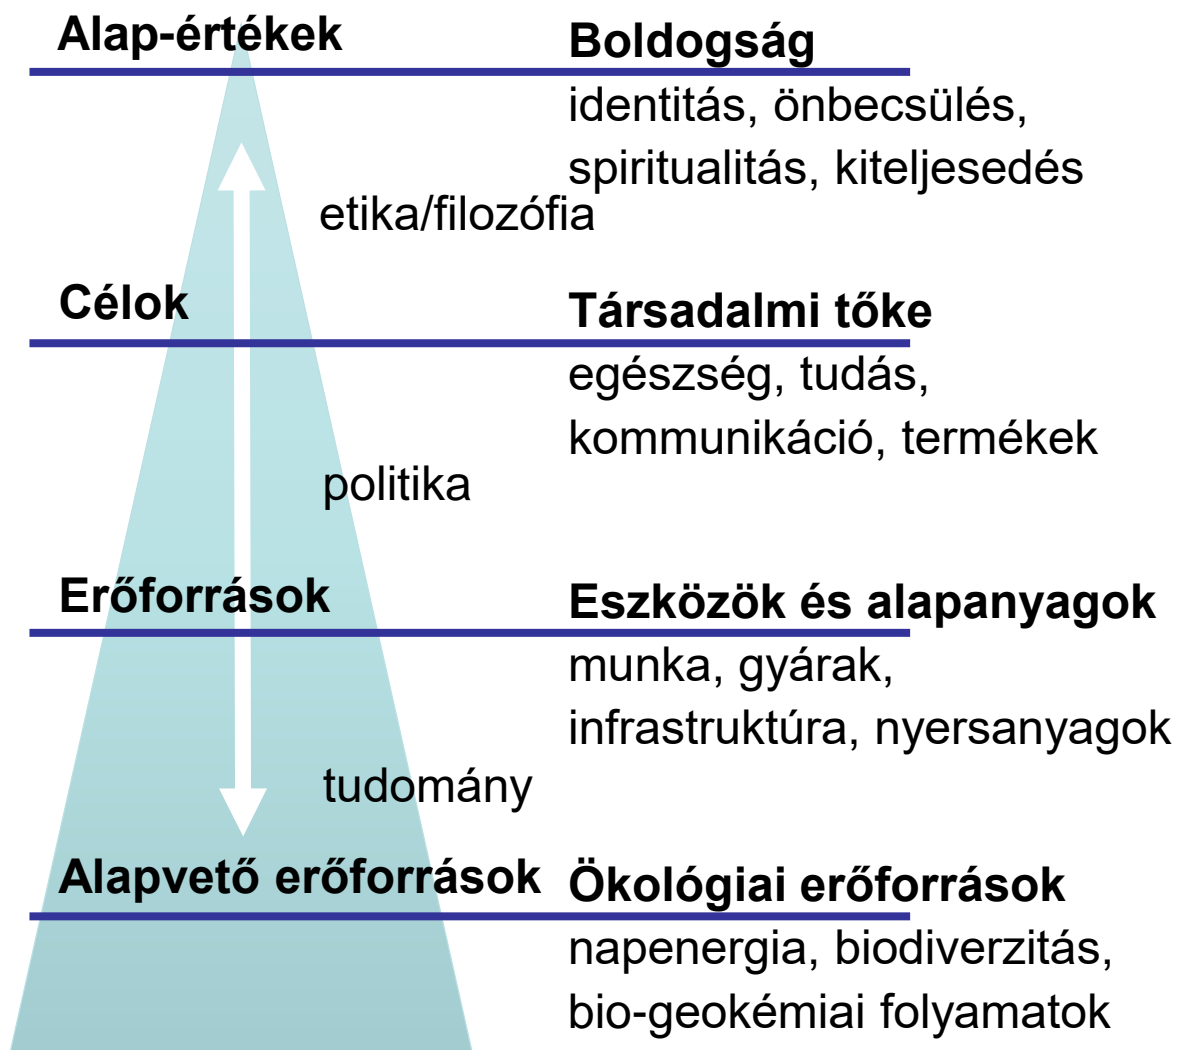 Alap-értékek
Boldogság
identitás, önbecsülés,
spiritualitás, kiteljesedés
etika/filozófia
Célok
Társadalmi tőke
egészség, tudás,
kommunikáció, termékek
politika
Erőforrások
Eszközök és alapanyagok
munka, gyárak,
infrastruktúra, nyersanyagok
tudomány
Alapvető erőforrások
Ökológiai erőforrások
napenergia, biodiverzitás,
bio-geokémiai folyamatok